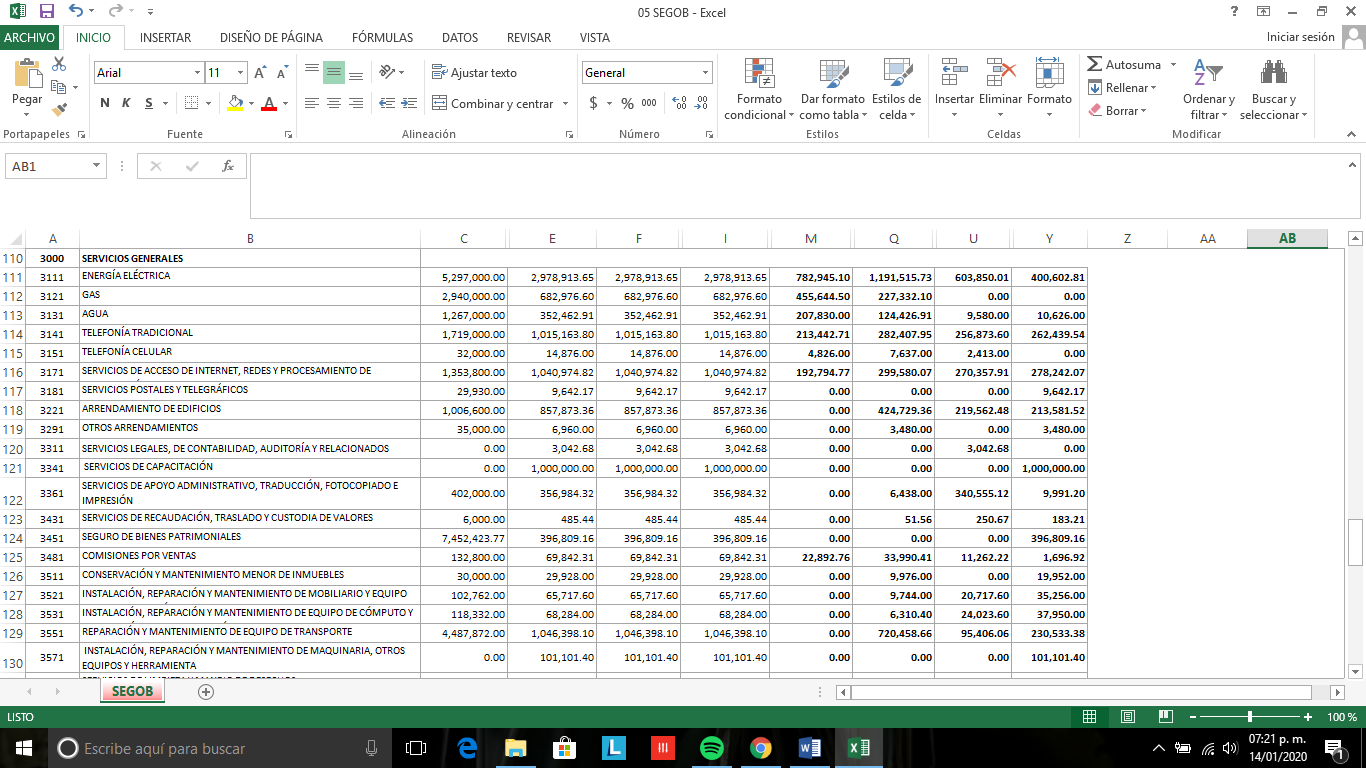 05 SEGOB - Excel
ARCHIVO INICIO INSERTAR DISEÑO DE PÁGINA FÓRMULAS DATOS REVISAR VISTA Iniciar sesión
Arial 11 Ajustar texto General Autosuma
Pegar Rellenar
N K S Combinar y centrar $ % 000 Borrar
Formato condicional Dar formato como tabla Estilos de celda Insertar Eliminar Formato Ordenar y filtrar Buscar y seleccionar
Portapapeles Fuente Alineación Número Estilos Celdas Modificar
AB1 fx
A B C E F I M Q U Y Z AA AB
110 3000 SERVICIOS GENERALES
111 3111 ENERGÍA ELÉCTRICA 5,297,000.00 2,978,913.65 2,978,913.65 2,978,913.65 782,945.10 1,191,515.73 603,850.01 400,602.81
112 3121 GAS 2,940,000.00 682,976.60 682,976.60 682,976.60 455,644.50 227,332.10 0.00 0.00
113 3131 AGUA 1,267,000.00 352,462.91 352,462.91 352,462.91 207,830.00 124,426.91 9,580.00 10,626.00
114 3141 TELEFONÍA TRADICIONAL 1,719,000.00 1,015,163.80 1,015,163.80 1,015,163.80 213,442.71 282,407.95 256,873.60 262,439.54
115 3151 TELEFONÍA CELULAR 32,000.00 14,876.00 14,876.00 14,876.00 4,826.00 7,637.00 2,413.00 0.00
116 3171 SERVICIOS DE ACCESO DE INTERNET, REDES Y PROCESAMIENTO DE 1,353,800.00 1,040,974.82 1,040,974.82 1,040,974.82 192,794.77 299,580.07 270,357.91 278,242.07
117 3181 SERVICIOS POSTALES Y TELEGRÁFICOS 29,930.00 9,642.17 9,642.17 9,642.17 0.00 0.00 0.00 9,642.17
118 3221 ARRENDAMIENTO DE EDIFICIOS 1,006,600.00 857,873.36 857,873.36 857,873.36 0.00 424,729.36 219,562.48 213,581.52
119 3291 OTROS ARRENDAMIENTOS 35,000.00 6,960.00 6,960.00 6,960.00 0.00 3,480.00 0.00 3,480.00
120 3311 SERVICIOS LEGALES, DE CONTABILIDAD, AUDITORÍA Y RELACIONADOS 0.00 3,042.68 3,042.68 3,042.68 0.00 0.00 3,042.68 0.00
121 3341 SERVICIOS DE CAPACITACIÓN 0.00 1,000,000.00 1,000,000.00 1,000,000.00 0.00 0.00 0.00 1,000,000.00
122 3361 SERVICIOS DE APOYO ADMINISTRATIVO, TRADUCCIÓN, FOTOCOPIADO E IMPRESIÓN 402,000.00 356,984.32 356,984.32 356,984.32 0.00 6,438.00 340,555.12 9,991.20
123 3431 SERVICIOS DE RECAUDACIÓN, TRASLADO Y CUSTODIA DE VALORES 6,000.00 485.44 485.44 485.44 0.00 51.56 250.67 183.21
124 3451 SEGURO DE BIENES PATRIMONIALES 7,452,423.77 396,809.16 396,809.16 396,809.16 0.00 0.00 0.00 396,809.16
125 3481 COMISIONES POR VENTAS 132,800.00 69,842.31 69,842.31 69,842.31 22,892.76 33,990.41 11,262.22 1,696.92
126 3511 CONSERVACIÓN Y MANTENIMIENTO MENOR DE INMUEBLES 30,000.00 29,928.00 29,928.00 29,928.00 0.00 9,976.00 0.00 19,952.00
127 3521 INSTALACIÓN, REPARACIÓN Y MANTENIMIENTO DE MOBILIARIO Y EQUIPO 102,762.00 65,717.60 65,717.60 65,717.60 0.00 9,744.00 20,717.60 35,256.00
128 3531 INSTALACIÓN, REPARACIÓN Y MANTENIMIENTO DE EQUIPO DE CÓMPUTO Y 118,332.00 68,284.00 68,284.00 68,284.00 0.00 6,310.40 24,023.60 37,950.00
129 3551 REPARACIÓN Y MANTENIMIENTO DE EQUIPO DE TRANSPORTE 4,487,872.00 1,046,398.10 1,046,398.10 1,046,398.10 0.00 720,458.66 95,406.06 230,533.38
130 3571 INSTALACIÓN, REPARACIÓN Y MANTENIMIENTO DE MAQUINARIA, OTROS EQUIPOS Y HERRAMIENTA 0.00 101,101.40 101,101.40 101,101.40 0.00 0.00 0.00 101,101.40
SEGOB
LISTO 100 %
Escribe aquí para buscar
07:21 p. m.
14/01/2020
1